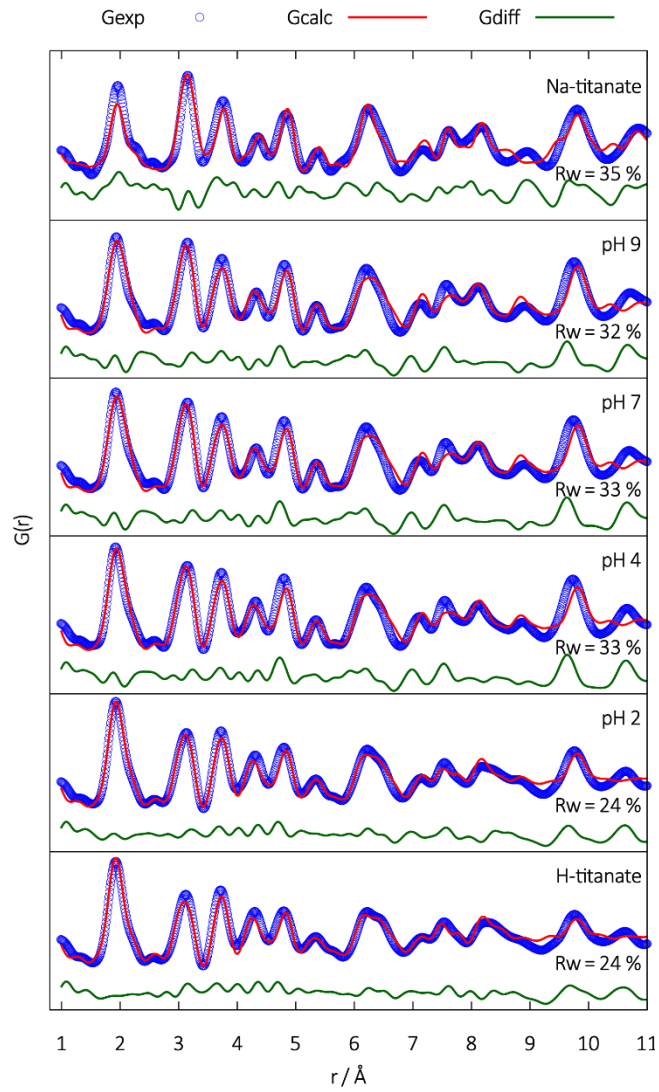 Gexp Gcalc Gdiff
Na-titanate
Rw = 35 %
pH 9
Rw = 32 %
pH 7
Rw = 33 %
pH 4
Rw = 33 %
pH 2
Rw = 24 %
H-titanate
Rw = 24 %
G(r)
1 2 3 4 5 6 7 8 9 10 11
r / Å